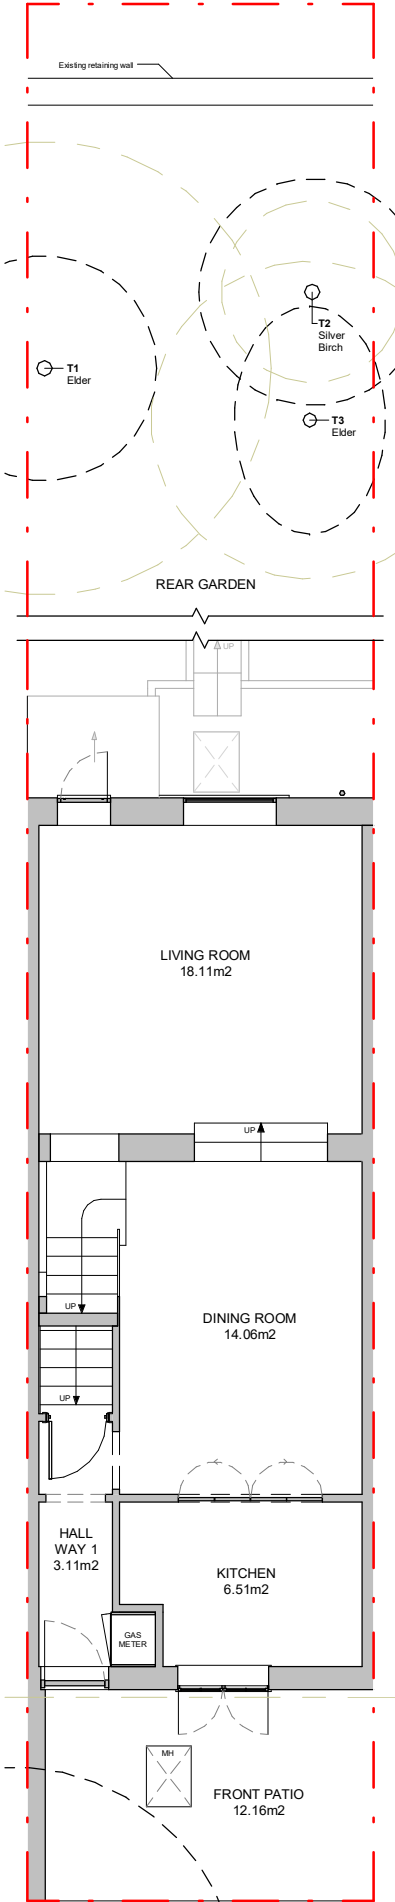 Existing retaining wall
T2
Silver
Birch
T1
Elder
T3
Elder
REAR GARDEN
UP
LIVING ROOM
18.11m2
UP
UP
DINING ROOM
14.06m2
UP
HALL
WAY 1
3.11m2
KITCHEN
6.51m2
GAS
METER
MH
FRONT PATIO
12.16m2